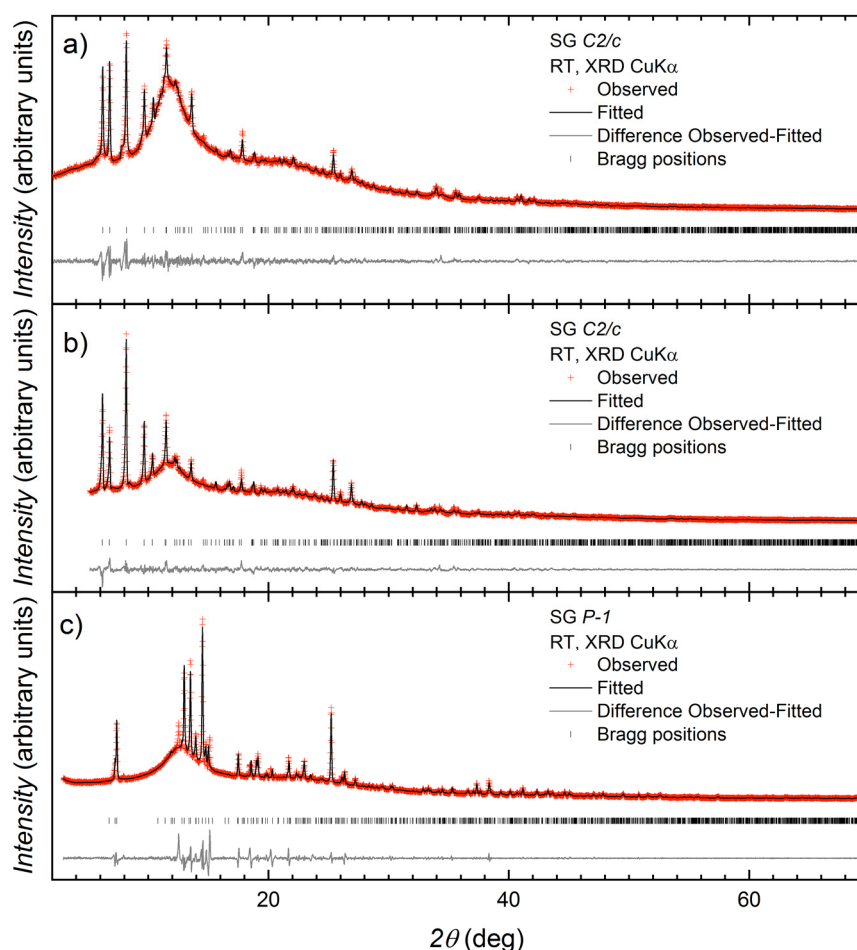 a)
SG C2/c
RT, XRD CuKα
Observed
Fitted
Difference Observed-Fitted
Bragg positions
Intensity (arbitrary units)
b)
SG C2/c
RT, XRD CuKα
Observed
Fitted
Difference Observed-Fitted
Bragg positions
Intensity (arbitrary units)
c)
SG P-1
RT, XRD CuKα
Observed
Fitted
Difference Observed-Fitted
Bragg positions
Intensity (arbitrary units)
20 40 60
2θ (deg)